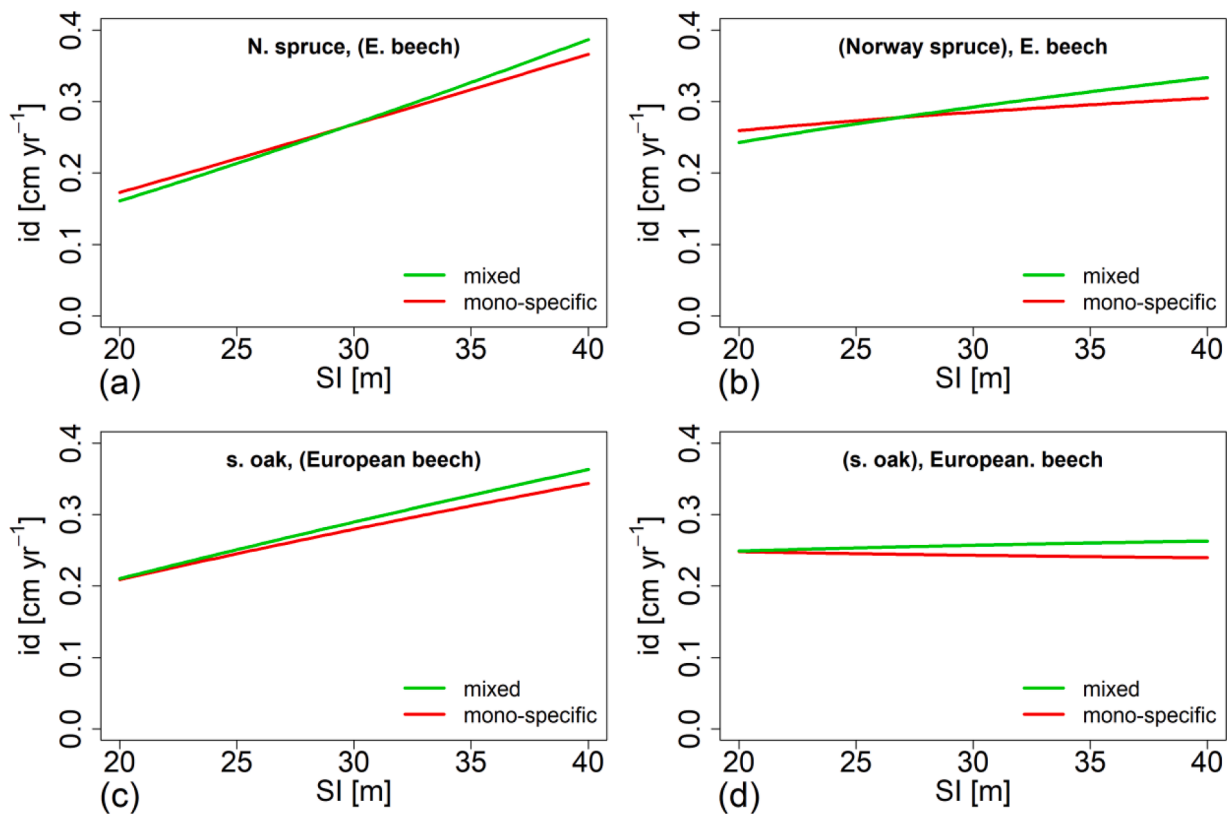 N. spruce, (E. beech)
id [cm yr⁻¹]
0.0 0.1 0.2 0.3 0.4
mixed
mono-specific
20 25 30 35 40
(a) SI [m]
(Norway spruce), E. beech
id [cm yr⁻¹]
0.0 0.1 0.2 0.3 0.4
mixed
mono-specific
20 25 30 35 40
(b) SI [m]
s. oak, (European beech)
id [cm yr⁻¹]
0.0 0.1 0.2 0.3 0.4
mixed
mono-specific
20 25 30 35 40
(c) SI [m]
(s. oak), European. beech
id [cm yr⁻¹]
0.0 0.1 0.2 0.3 0.4
mixed
mono-specific
20 25 30 35 40
(d) SI [m]